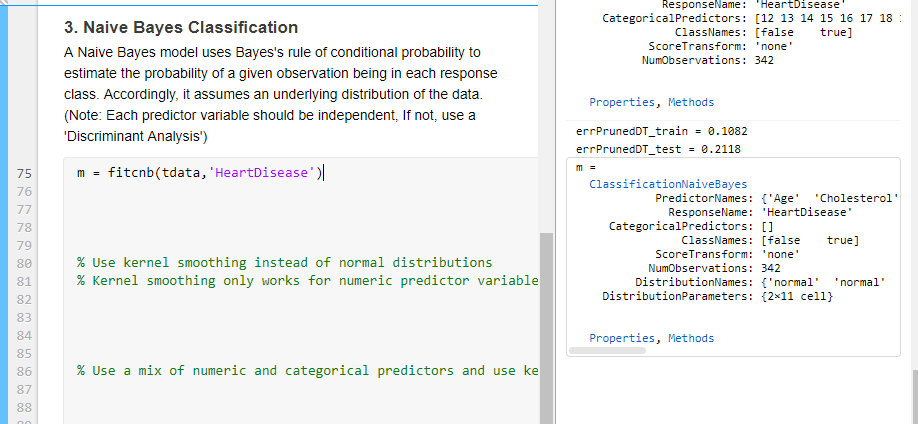 3. Naive Bayes Classification
A Naive Bayes model uses Bayes's rule of conditional probability to
estimate the probability of a given observation being in each response
class. Accordingly, it assumes an underlying distribution of the data.
(Note: Each predictor variable should be independent, If not, use a
'Discriminant Analysis')
75 m = fitcnb(tdata,'HeartDisease')
76
77
78
79
80 % Use kernel smoothing instead of normal distributions
81 % Kernel smoothing only works for numeric predictor variable
82
83
84
85
86 % Use a mix of numeric and categorical predictors and use ke
87
88
89
ResponseName: 'HeartDisease'
CategoricalPredictors: [12 13 14 15 16 17 18
ClassNames: [false true]
ScoreTransform: 'none'
NumObservations: 342
Properties, Methods
errPrunedDT_train = 0.1082
errPrunedDT_test = 0.2118
m =
ClassificationNaiveBayes
PredictorNames: {'Age' 'Cholesterol'
ResponseName: 'HeartDisease'
CategoricalPredictors: []
ClassNames: [false true]
ScoreTransform: 'none'
NumObservations: 342
DistributionNames: {'normal' 'normal'
DistributionParameters: {2×11 cell}
Properties, Methods